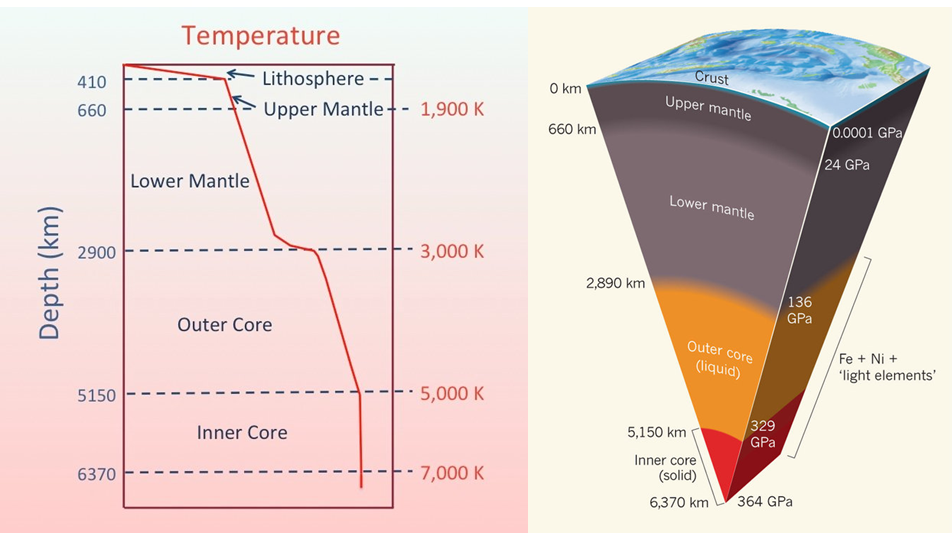 Temperature
410
Lithosphere
660
Upper Mantle
1,900 K
Lower Mantle
Depth (km)
2900
3,000 K
Outer Core
5150
5,000 K
Inner Core
6370
7,000 K
Crust
0 km
Upper mantle
0.0001 GPa
660 km
24 GPa
Lower mantle
2,890 km
136
GPa
Outer core
(liquid)
Fe + Ni +
‘light elements’
5,150 km
329
GPa
Inner core
(solid)
6,370 km
364 GPa